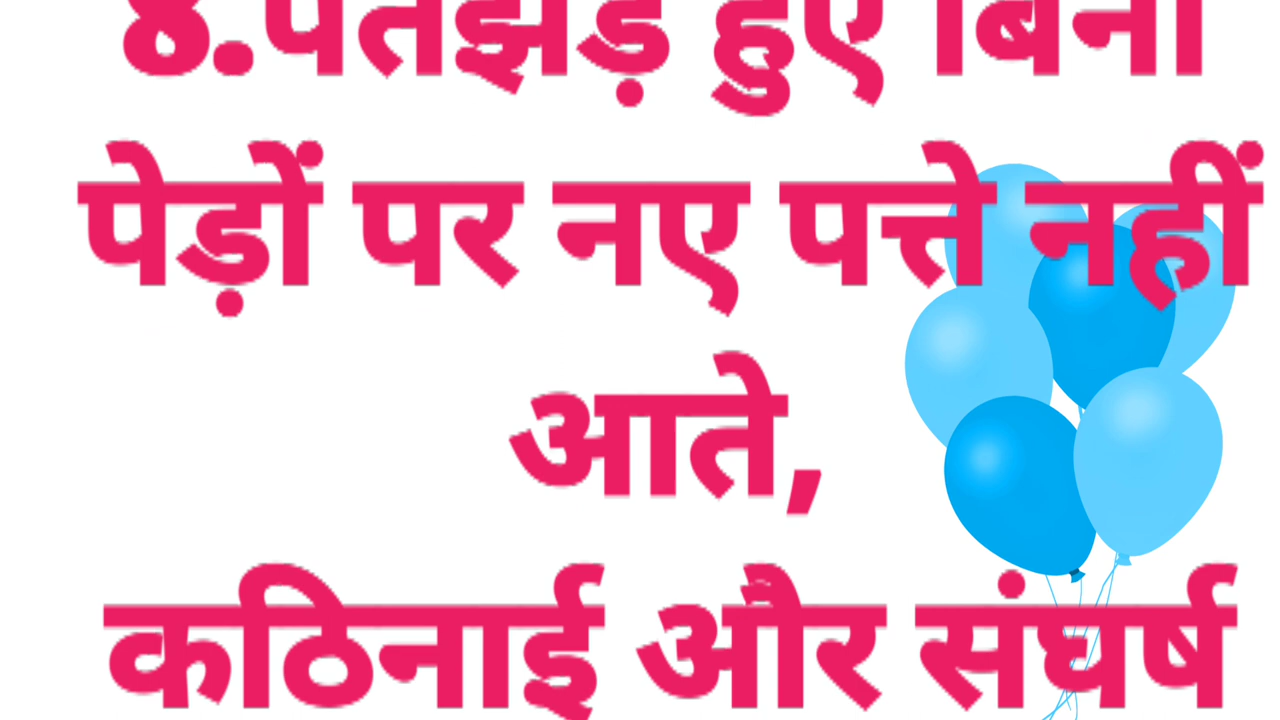 8.पतझड़ हुए बिना
पेड़ों पर नए पत्ते नहीं
आते,
कठिनाई और संघर्ष